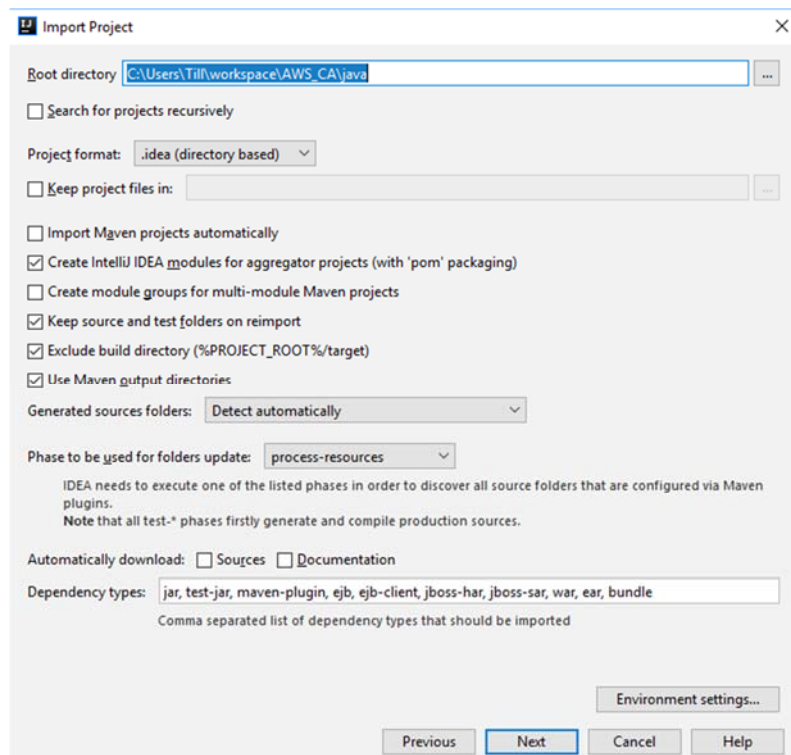 Import Project
Root directory C:\Users\Till\workspace\AWS_CA\java ...
Search for projects recursively
Project format: .idea (directory based)
Keep project files in: ...
Import Maven projects automatically
Create IntelliJ IDEA modules for aggregator projects (with 'pom' packaging)
Create module groups for multi-module Maven projects
Keep source and test folders on reimport
Exclude build directory (%PROJECT_ROOT%/target)
Use Maven output directories
Generated sources folders: Detect automatically
Phase to be used for folders update: process-resources
IDEA needs to execute one of the listed phases in order to discover all source folders that are configured via Maven
plugins.
Note that all test-* phases firstly generate and compile production sources.
Automatically download: Sources Documentation
Dependency types: jar, test-jar, maven-plugin, ejb, ejb-client, jboss-har, jboss-sar, war, ear, bundle
Comma separated list of dependency types that should be imported
Environment settings...
Previous Next Cancel Help